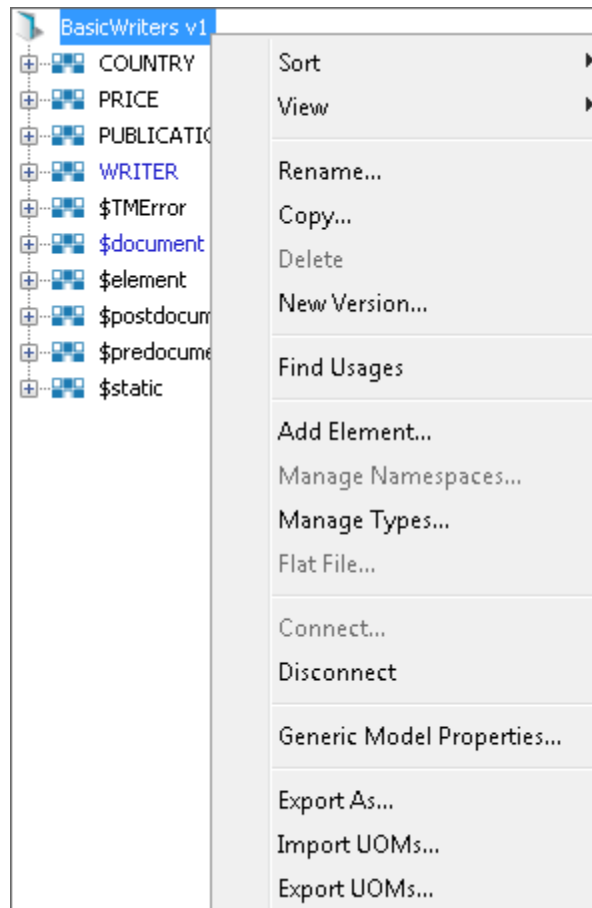 BasicWriters v1
COUNTRY
PRICE
WRITER
$TMError
$document
$element
$static
Sort
View
Rename...
Copy...
Delete
New Version...
Find Usages
Add Element...
Manage Namespaces...
Manage Types...
Flat File...
Connect...
Disconnect
Generic Model Properties...
Export As...
Import UOMs...
Export UOMs...